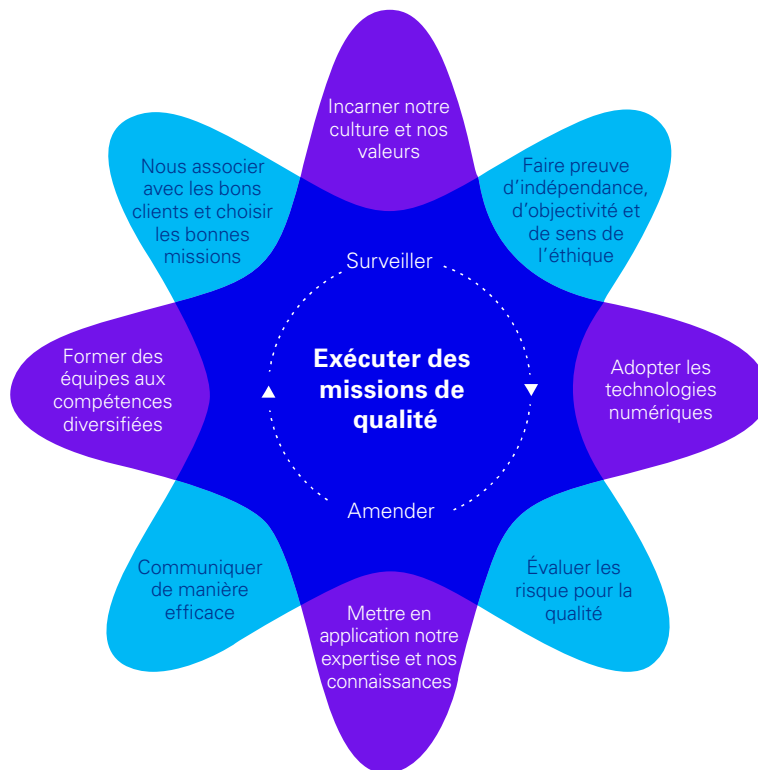 Incarner notre
culture et nos
valeurs
Faire preuve
d'indépendance,
d'objectivité et
de sens de
l'éthique
Adopter les
technologies
numériques
Évaluer les
risque pour la
qualité
Mettre en
application notre
expertise et nos
connaissances
Communiquer
de manière
efficace
Former des
équipes aux
compétences
diversifiées
Nous associer
avec les bons
clients et choisir
les bonnes
missions
Surveiller
Exécuter des
missions de
qualité
Amender